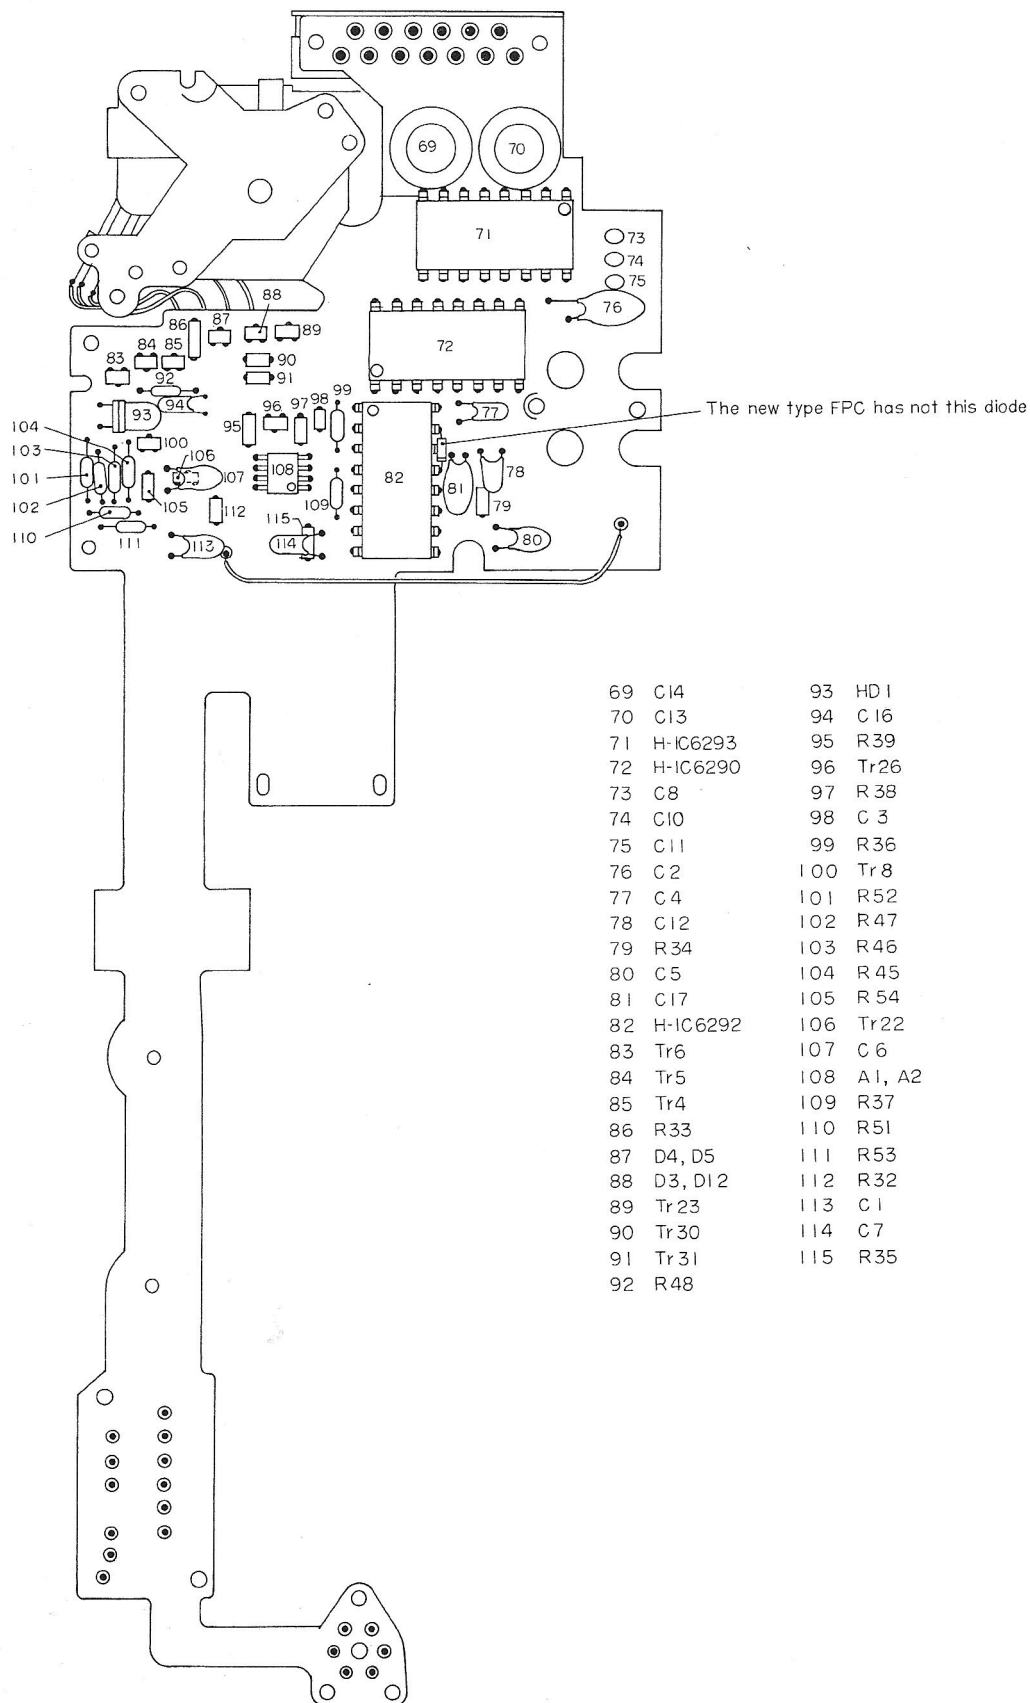 69
70
71
73
74
75
76
72
88
87
86
89
84
85
83
90
91
92
99
98
94
93
96
97
77
The new type FPC has not this diode
95
104
100
103
106
101
107
108
82
78
81
102
105
109
79
112
115
110
111
113
114
80
69 C14
70 C13
71 H-IC6293
72 H-IC6290
73 C8
74 C10
75 C11
76 C2
77 C4
78 C12
79 R34
80 C5
81 C17
82 H-IC6292
83 Tr6
84 Tr5
85 Tr4
86 R33
87 D4, D5
88 D3, D12
89 Tr23
90 Tr30
91 Tr31
92 R48
93 HD1
94 C16
95 R39
96 Tr26
97 R38
98 C3
99 R36
100 Tr8
101 R52
102 R47
103 R46
104 R45
105 R54
106 Tr22
107 C6
108 A1, A2
109 R37
110 R51
111 R53
112 R32
113 C1
114 C7
115 R35